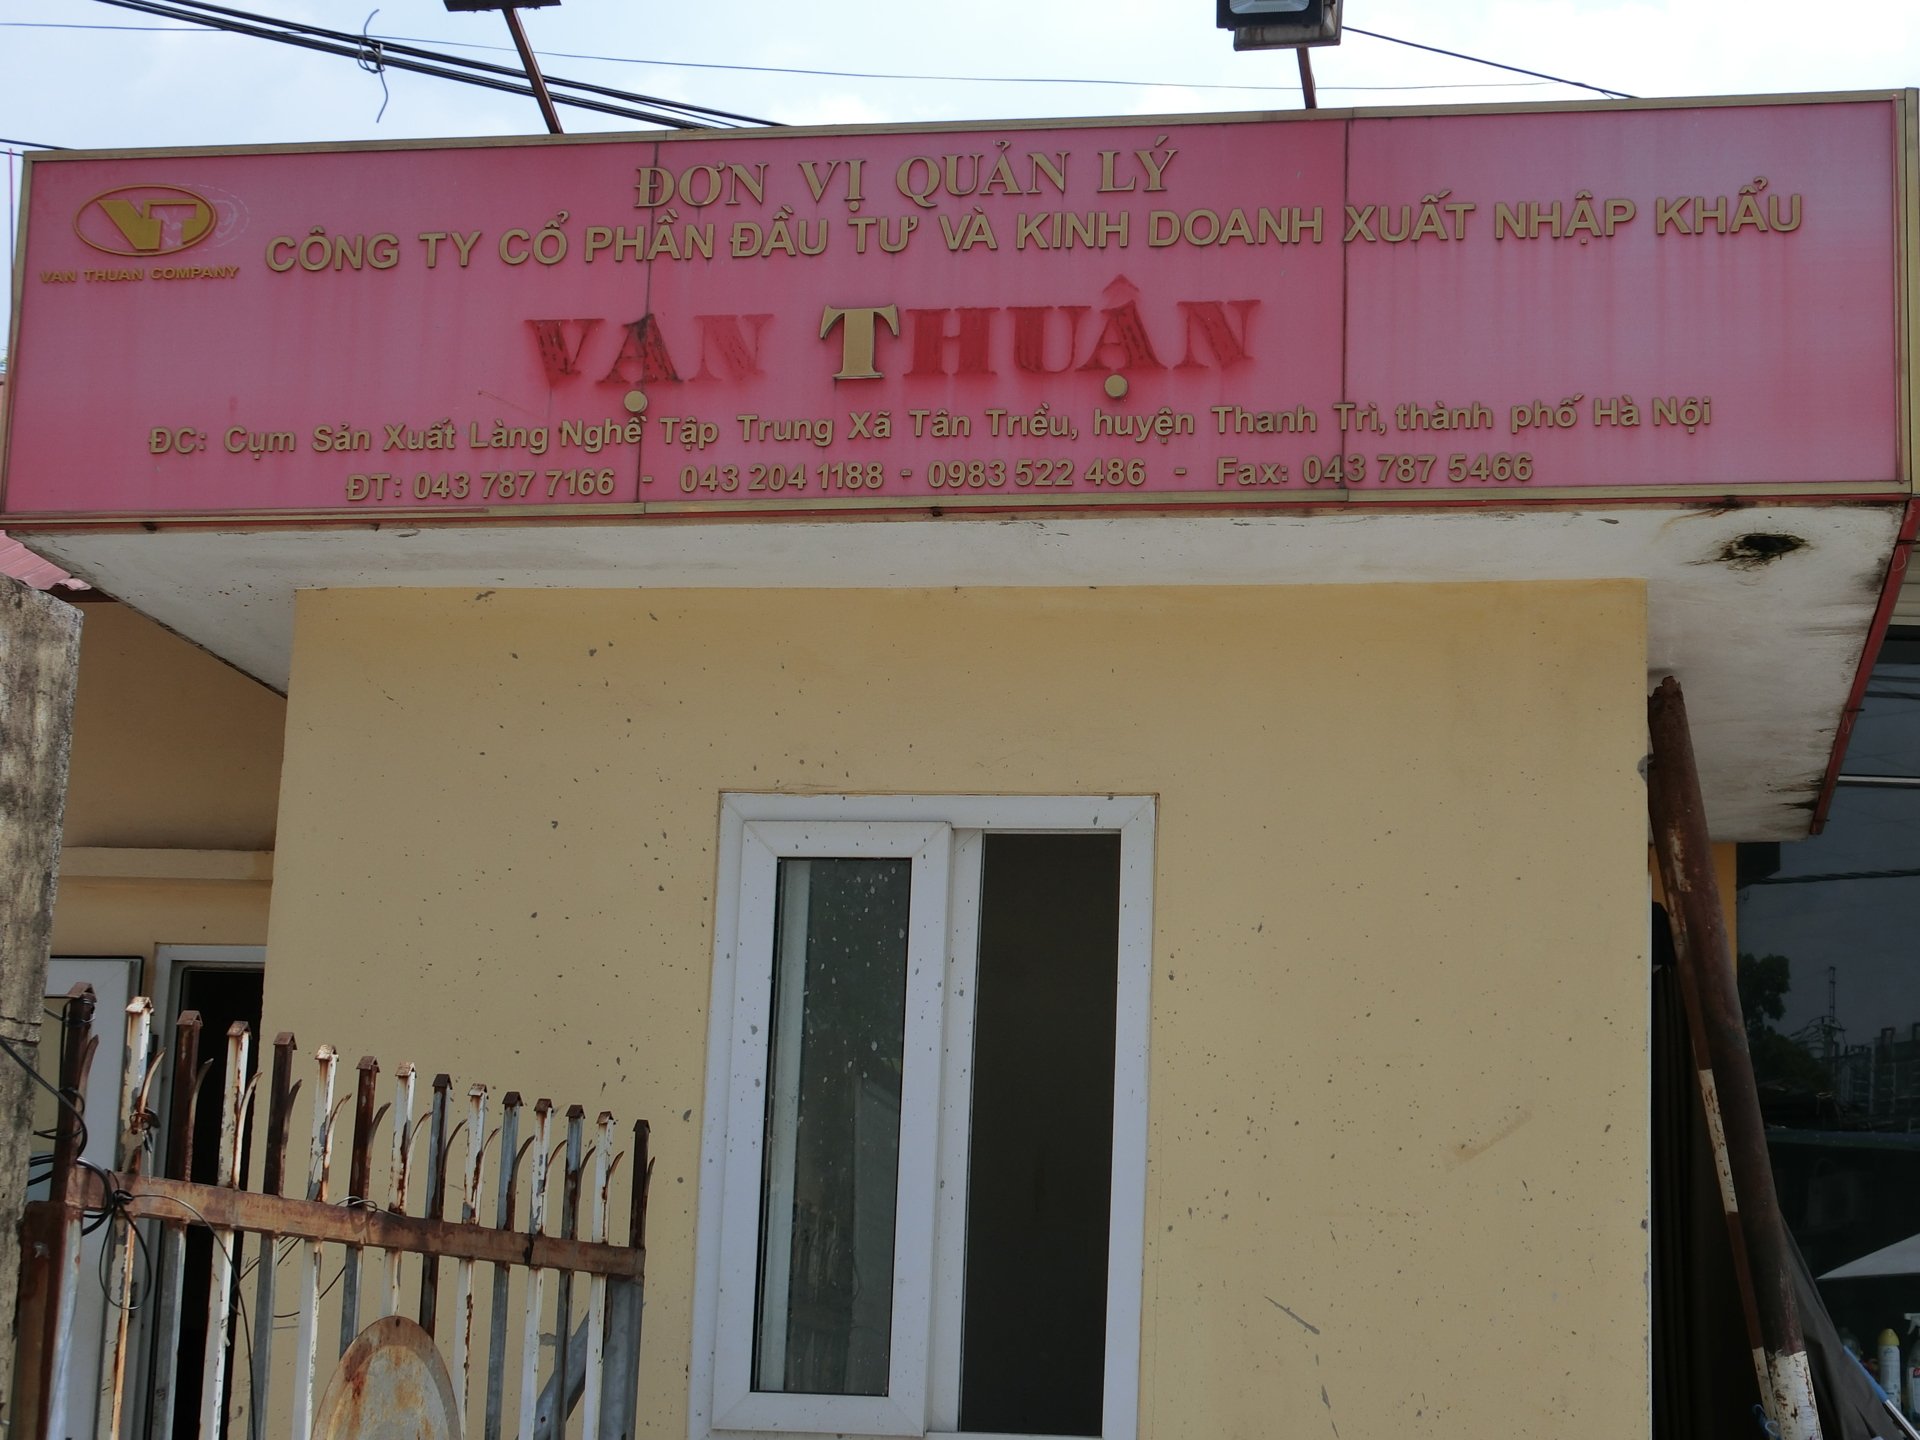 ĐƠN VỊ QUẢN LÝ
VT
VAN THUAN COMPANY
CÔNG TY CỔ PHẦN ĐẦU TƯ VÀ KINH DOANH XUẤT NHẬP KHẨU
VẠN THUẬN
ĐC: Cụm Sản Xuất Làng Nghề Tập Trung Xã Tân Triều, huyện Thanh Trì, thành phố Hà Nội
ĐT: 043 787 7166 - 043 204 1188 - 0983 522 486 - Fax: 043 787 5466